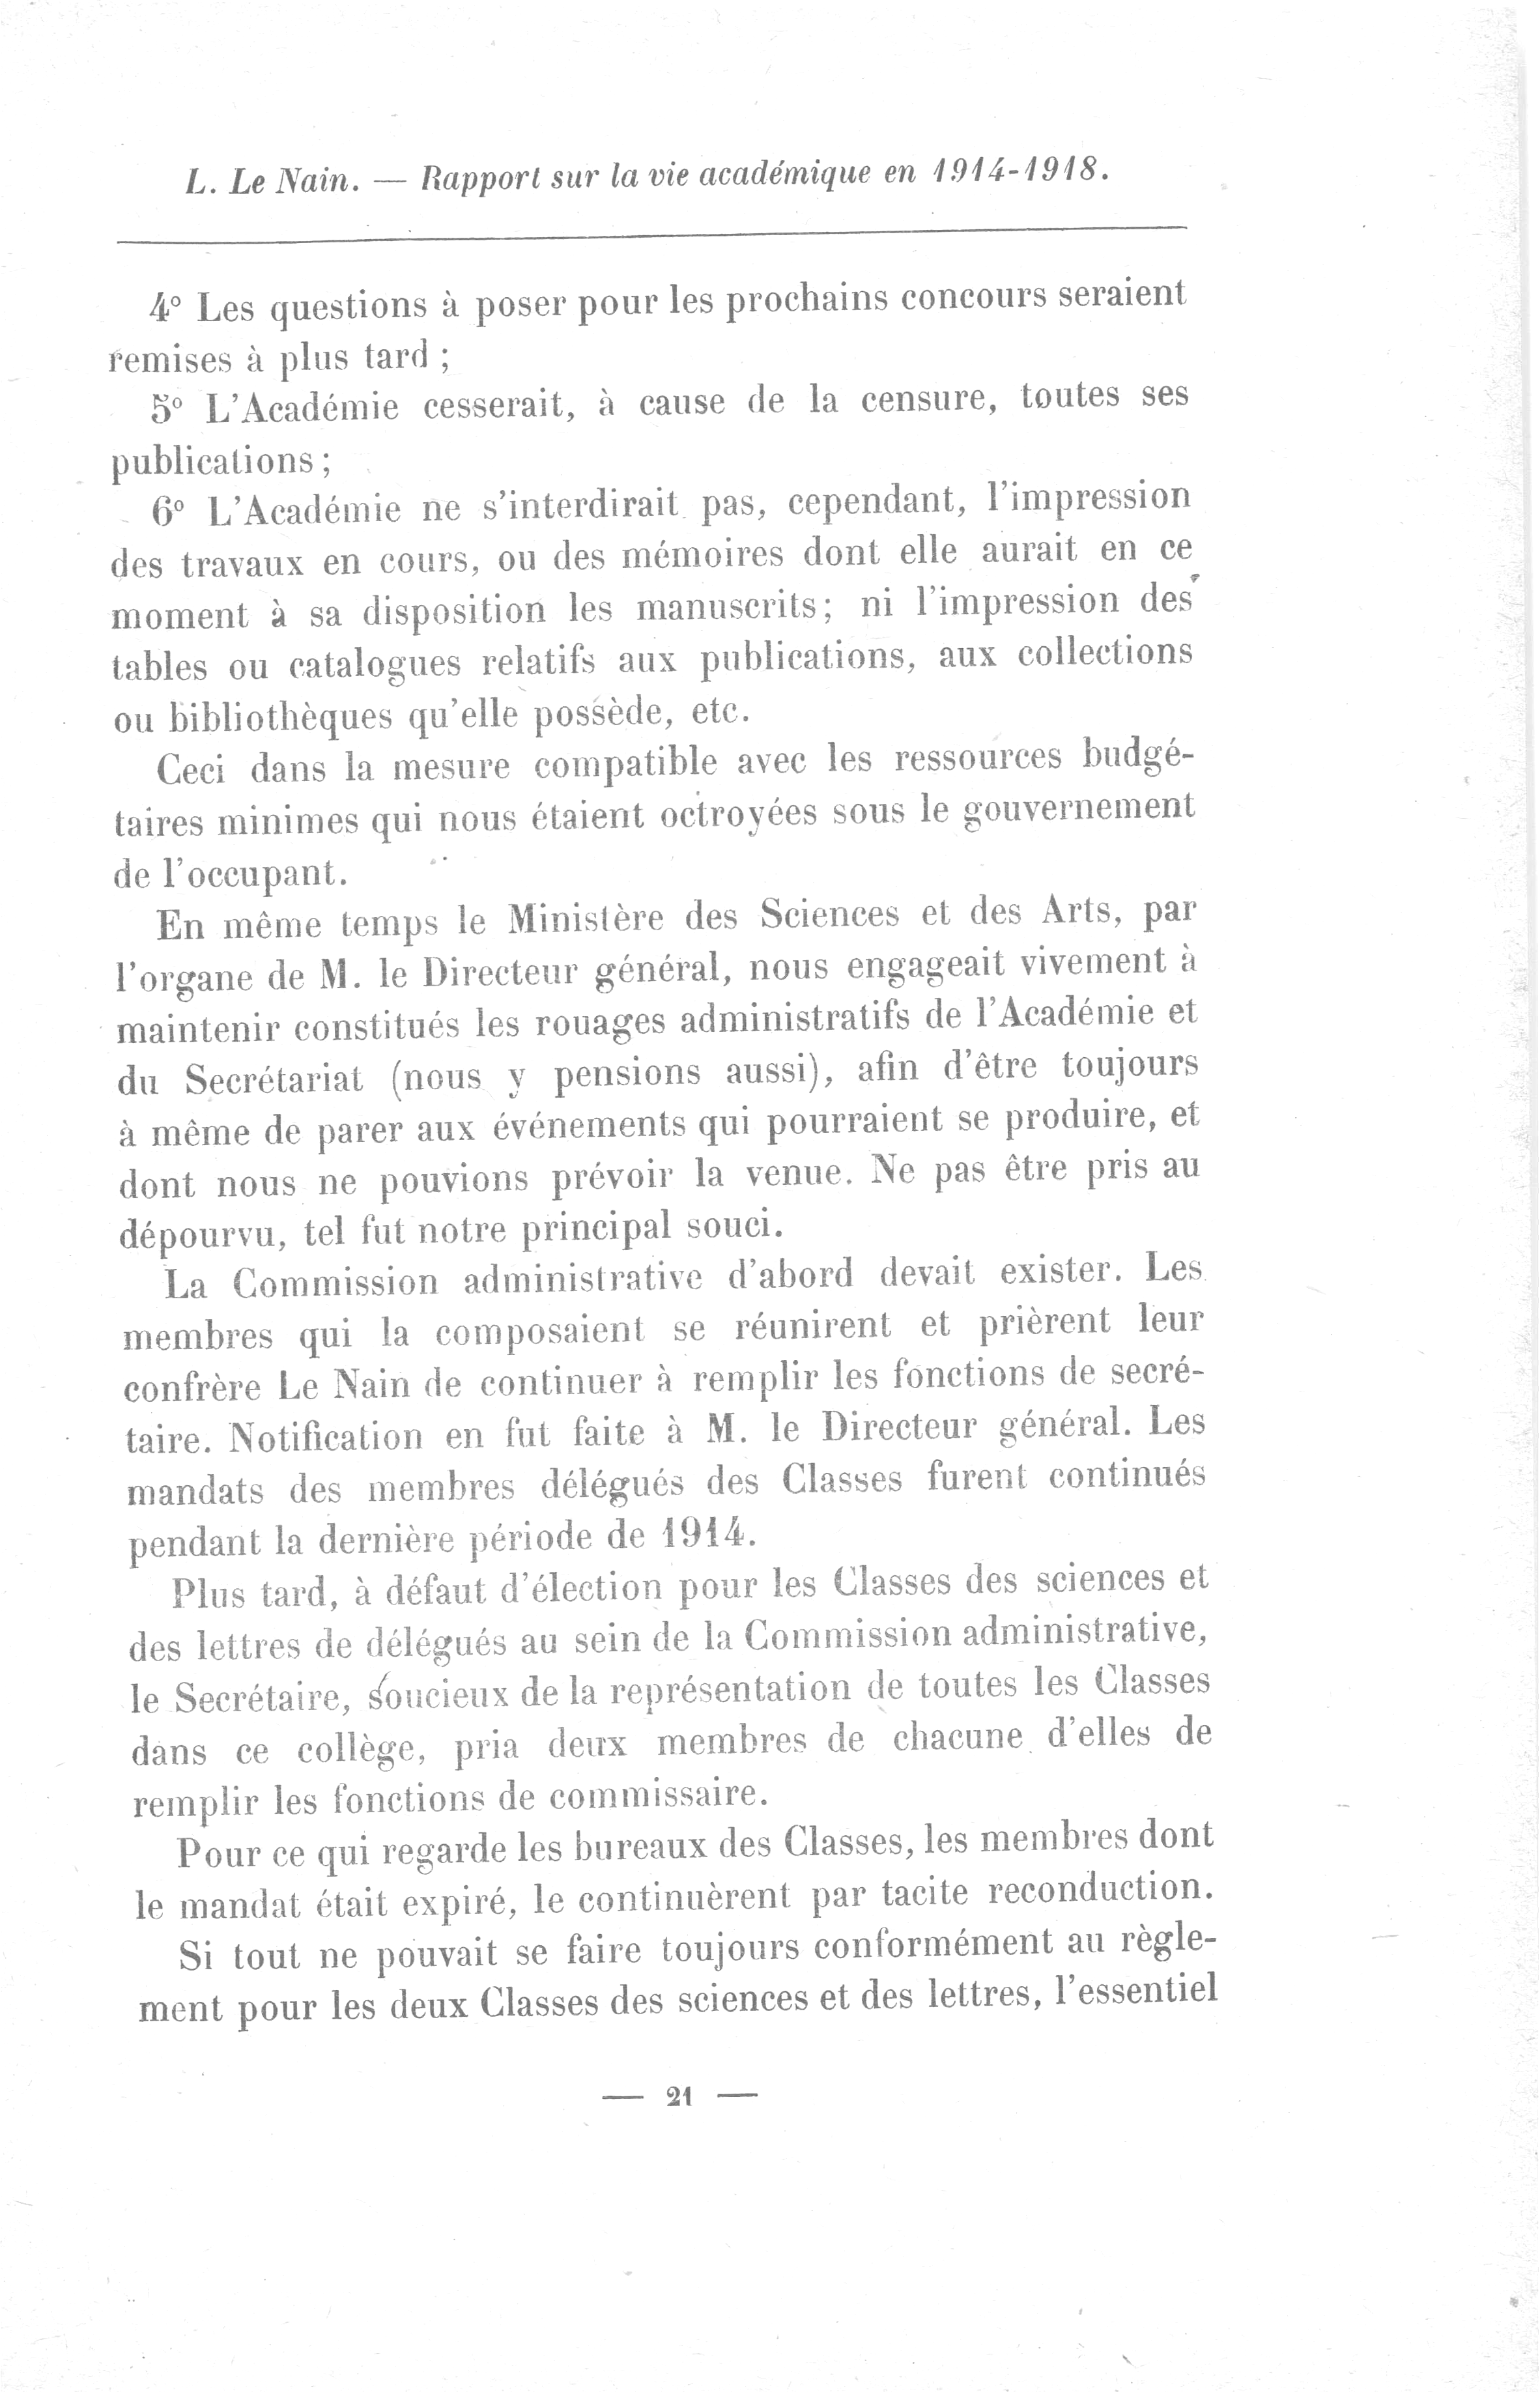 L. Le Nain. — Rapport sur la vie académique en 1914-1918.
4° Les questions à poser pour les prochains concours seraient
remises à plus tard ;
5° L'Académie cesserait, à cause de la censure, toutes ses
publications ;
6° L'Académie ne s'interdirait pas, cependant, l'impression
des travaux en cours, ou des mémoires dont elle aurait en ce
moment à sa disposition les manuscrits; ni l'impression des
tables ou catalogues relatifs aux publications, aux collections
ou bibliothèques qu'elle possède, etc.
Ceci dans la mesure compatible avec les ressources budgé-
taires minimes qui nous étaient octroyées sous le gouvernement
de l'occupant.
En même temps le Ministère des Sciences et des Arts, par
l'organe de M. le Directeur général, nous engageait vivement à
maintenir constitués les rouages administratifs de l'Académie et
du Secrétariat (nous y pensions aussi), afin d'être toujours
à même de parer aux événements qui pourraient se produire, et
dont nous ne pouvions prévoir la venue. Ne pas être pris au
dépourvu, tel fut notre principal souci.
La Commission administrative d'abord devait exister. Les
membres qui la composaient se réunirent et prièrent leur
confrère Le Nain de continuer à remplir les fonctions de secré-
taire. Notification en fut faite à M. le Directeur général. Les
mandats des membres délégués des Classes furent continués
pendant la dernière période de 1914.
Plus tard, à défaut d'élection pour les Classes des sciences et
des lettres de délégués au sein de la Commission administrative,
le Secrétaire, soucieux de la représentation de toutes les Classes
dans ce collège, pria deux membres de chacune d'elles de
remplir les fonctions de commissaire.
Pour ce qui regarde les bureaux des Classes, les membres dont
le mandat était expiré, le continuèrent par tacite reconduction.
Si tout ne pouvait se faire toujours conformément au règle-
ment pour les deux Classes des sciences et des lettres, l'essentiel
— 21 —